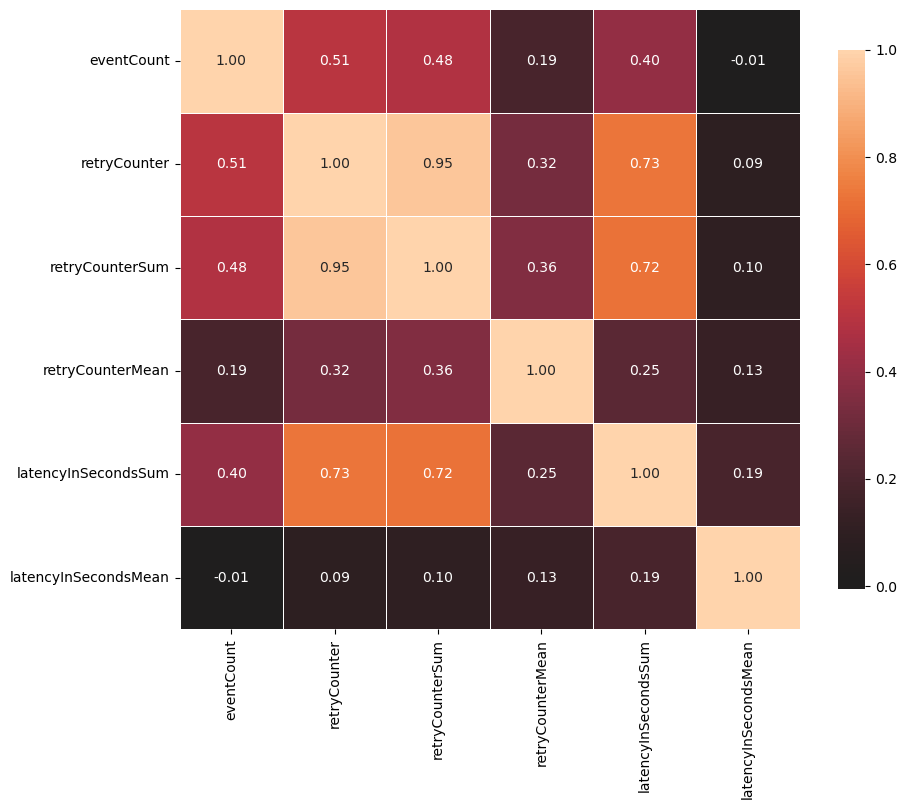 eventCount 1.00 0.51 0.48 0.19 0.40 -0.01
retryCounter 0.51 1.00 0.95 0.32 0.73 0.09
retryCounterSum 0.48 0.95 1.00 0.36 0.72 0.10
retryCounterMean 0.19 0.32 0.36 1.00 0.25 0.13
latencyInSecondsSum 0.40 0.73 0.72 0.25 1.00 0.19
latencyInSecondsMean -0.01 0.09 0.10 0.13 0.19 1.00
eventCount
retryCounter
retryCounterSum
retryCounterMean
latencyInSecondsSum
latencyInSecondsMean
1.0
0.8
0.6
0.4
0.2
0.0